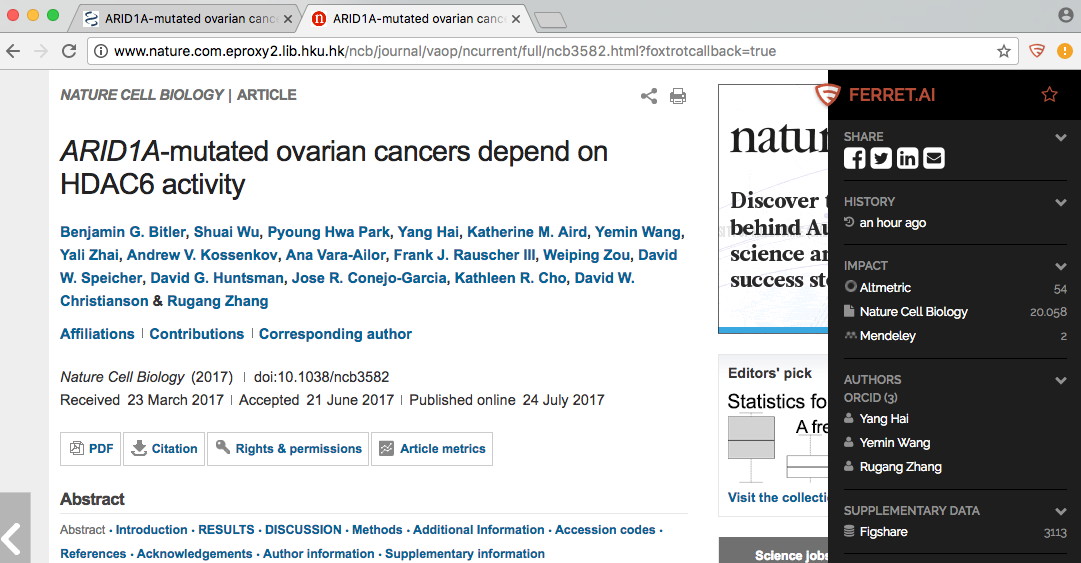 ARID1A-mutated ovarian canc
ARID1A-mutated ovarian canc
www.nature.com.eproxy2.lib.hku.hk/ncb/journal/vaop/ncurrent/full/ncb3582.html?foxtrotcallback=true
NATURE CELL BIOLOGY | ARTICLE
ARID1A-mutated ovarian cancers depend on
HDAC6 activity
Benjamin G. Bitler, Shuai Wu, Pyoung Hwa Park, Yang Hai, Katherine M. Aird, Yemin Wang,
Yali Zhai, Andrew V. Kossenkov, Ana Vara-Ailor, Frank J. Rauscher III, Weiping Zou, David
W. Speicher, David G. Huntsman, Jose R. Conejo-Garcia, Kathleen R. Cho, David W.
Christianson & Rugang Zhang
Affiliations | Contributions | Corresponding author
Nature Cell Biology (2017) | doi:10.1038/ncb3582
Received 23 March 2017 | Accepted 21 June 2017 | Published online 24 July 2017
PDF
Citation
Rights & permissions
Article metrics
Abstract
Abstract · Introduction · RESULTS · DISCUSSION · Methods · Additional Information · Accession codes ·
References · Acknowledgements · Author information · Supplementary information
natur
Discover
behind Au
science an
success st
Editors' pick
Statistics fo
A fre
Visit the collecti
Science jobs
FERRET.AI
SHARE
HISTORY
an hour ago
IMPACT
Altmetric 54
Nature Cell Biology 20.058
Mendeley 2
AUTHORS
ORCID (3)
Yang Hai
Yemin Wang
Rugang Zhang
SUPPLEMENTARY DATA
Figshare 3113